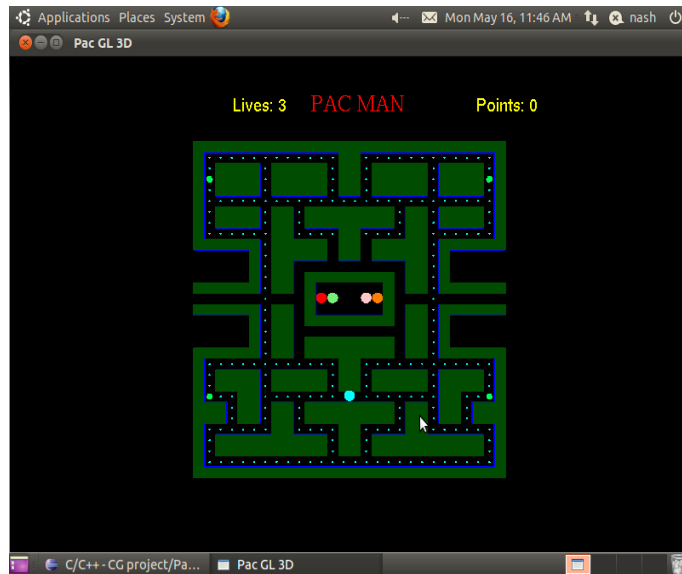 Applications Places System Mon May 16, 11:46 AM nash
Pac GL 3D
Lives: 3 PAC MAN Points: 0
C/C++ - CG project/Pa... Pac GL 3D